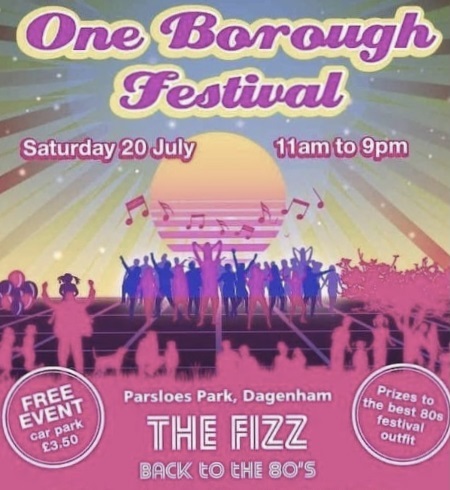 One Borough
Festival
Saturday 20 July
11am to 9pm
FREE
EVENT
car park
£3.50
Parsloes Park, Dagenham
THE FIZZ
BACK to tHE 80'S
Prizes to
the best 80s
festival
outfit